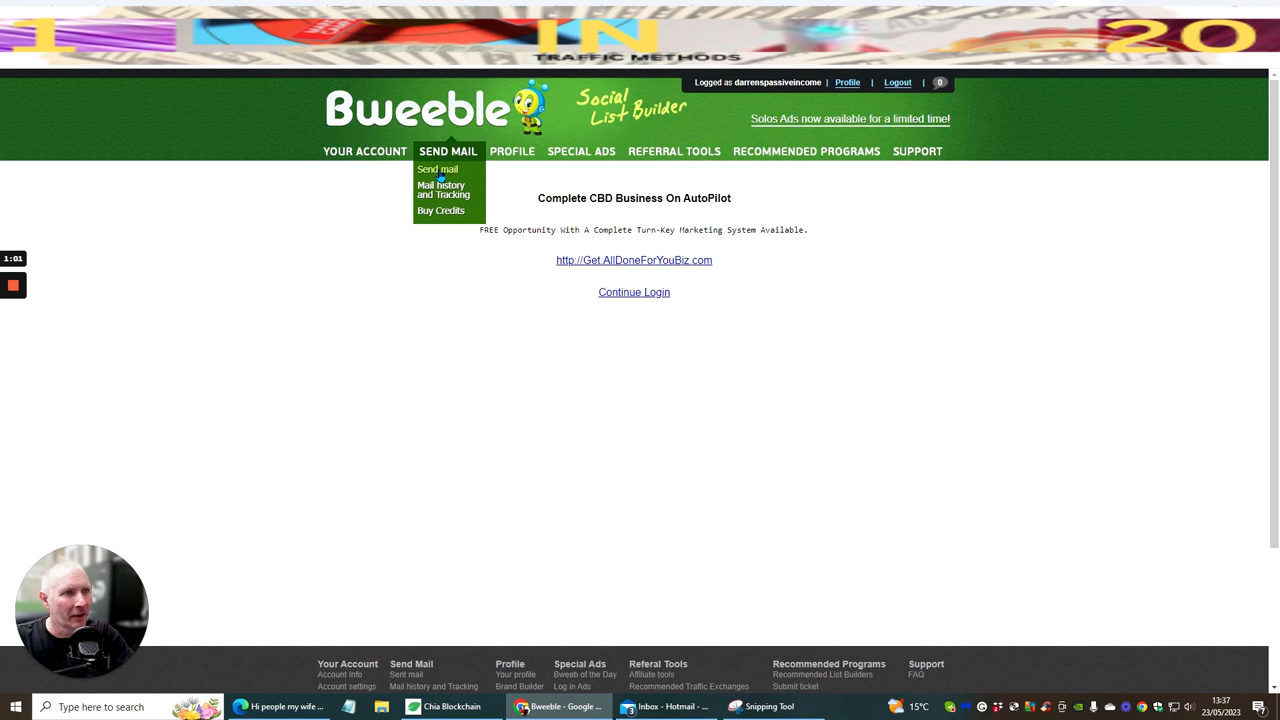 1 IN 20
TRAFFIC METHODS
Logged as darrenspassiveincome | Profile | Logout | 0
Bweeble
Social
List Builder
Solos Ads now available for a limited time!
YOUR ACCOUNT SEND MAIL PROFILE SPECIAL ADS REFERRAL TOOLS RECOMMENDED PROGRAMS SUPPORT
Send mail
Mail history
and Tracking
Buy Credits
Complete CBD Business On AutoPilot
FREE Opportunity With A Complete Turn-Key Marketing System Available.
http://Get.AllDoneForYouBiz.com
Continue Login
1:01
Your Account Send Mail Profile Special Ads Referal Tools Recommended Programs Support
Account Info Sent mail Your profile Bweeb of the Day Affiliate tools Recommended List Builders FAQ
Account settings Mail history and Tracking Brand Builder Log in Ads Recommended Traffic Exchanges Submit ticket
Type here to search
Hi people my wife ...
Chia Blockchain
Bweeble - Google ...
Inbox - Hotmail - ...
Snipping Tool
15°C
13:37
23/05/2023